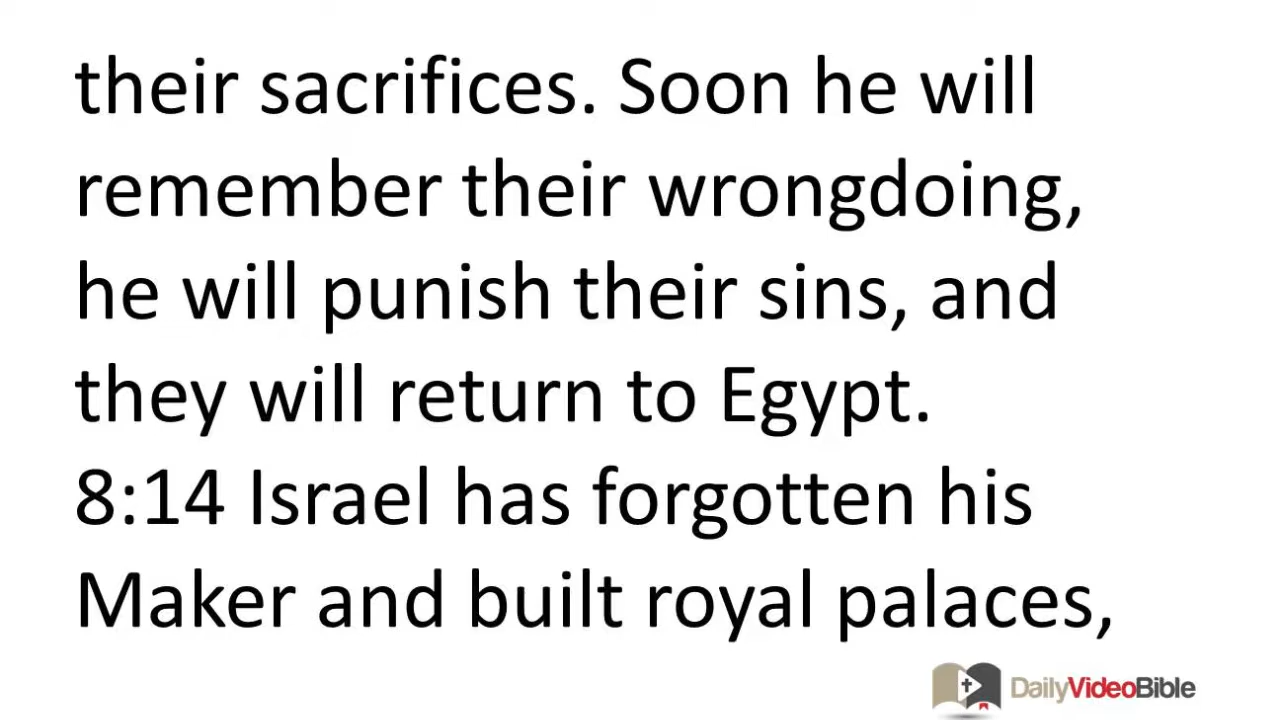 their sacrifices. Soon he will
remember their wrongdoing,
he will punish their sins, and
they will return to Egypt.
8:14 Israel has forgotten his
Maker and built royal palaces,
DailyVideoBible